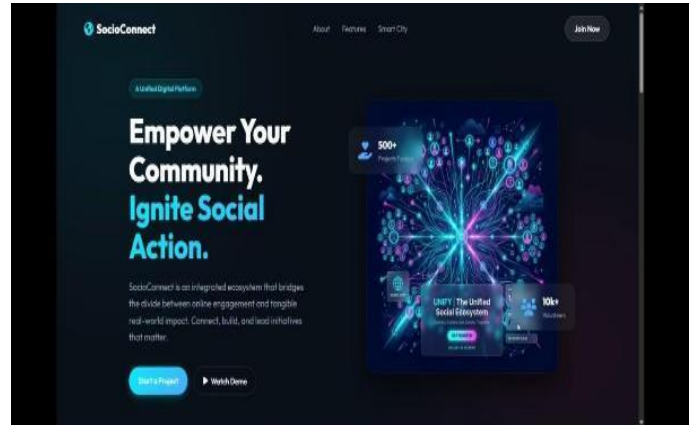 SocioConnect
About Features Smart City
Join Now
A Unified Digital Platform
Empower Your
Community.
Ignite Social
Action.
SocioConnect is an integrated ecosystem that bridges
the divide between online engagement and tangible
real-world impact. Connect, build, and lead initiatives
that matter.
Start a Project
Watch Demo
500+
Projects
UNIFY | The Unified
Social Ecosystem
10k+
Volunteers